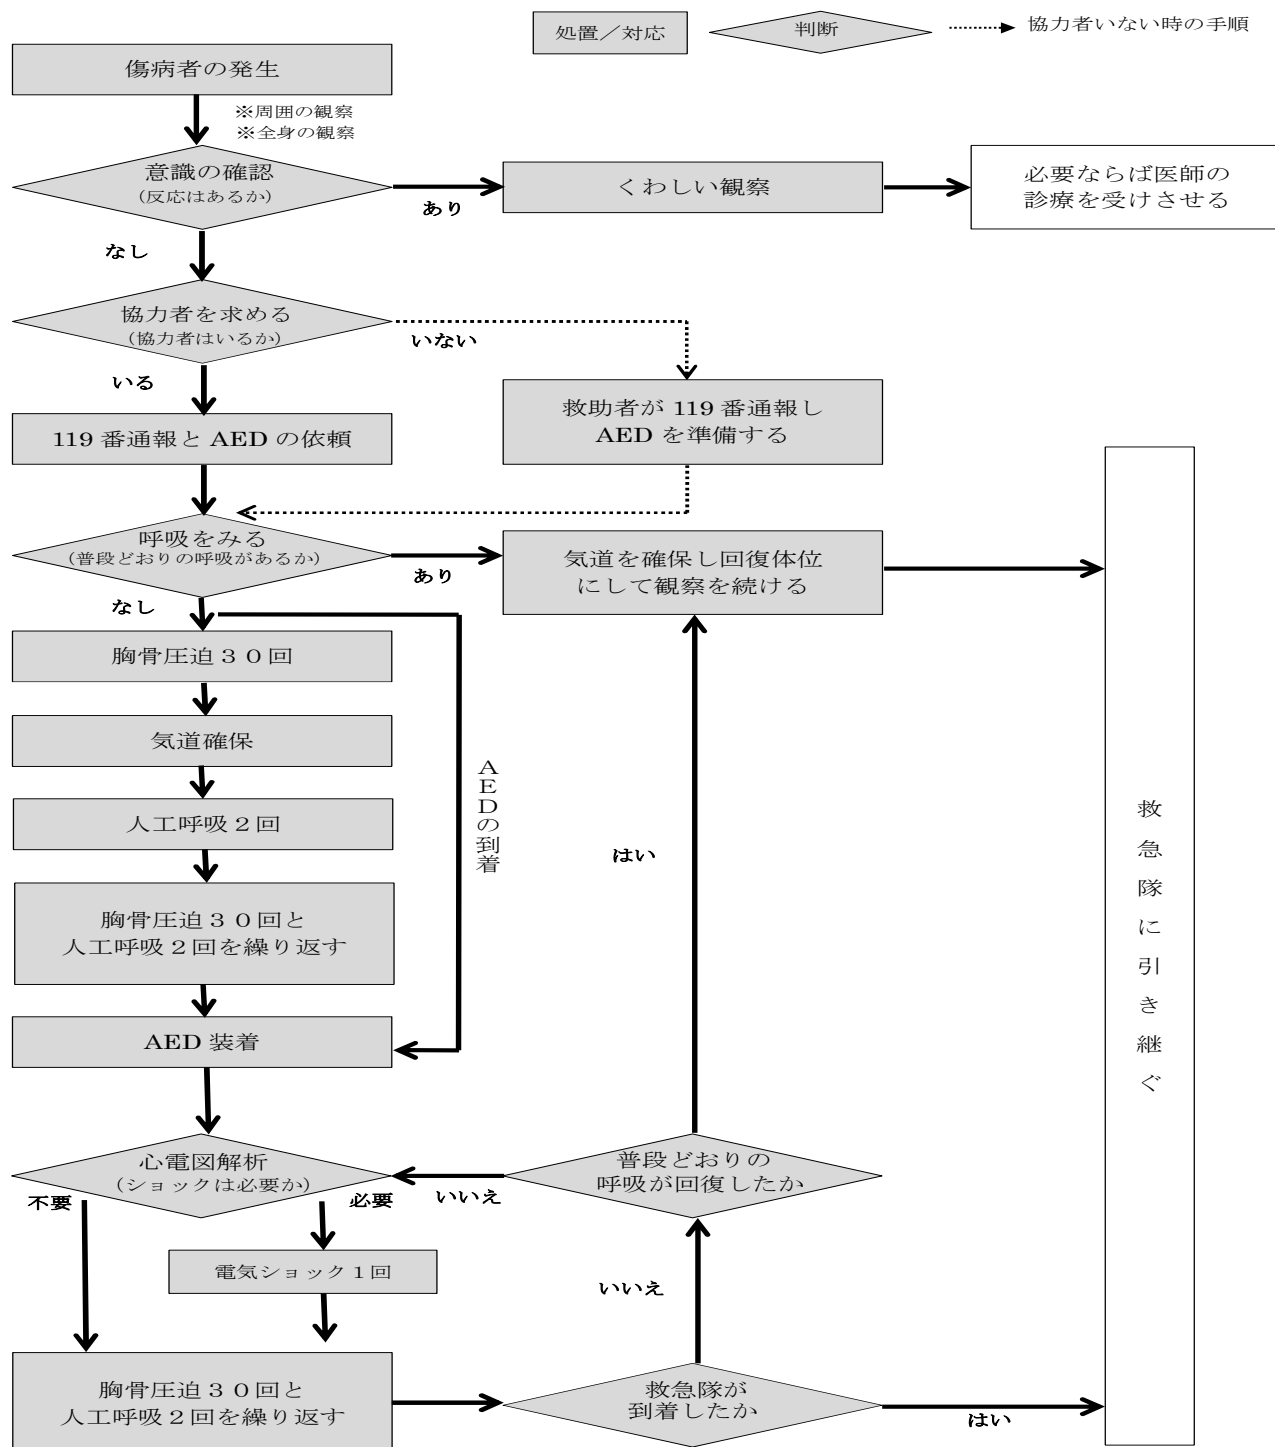 処置／対応
判断
協力者いない時の手順
傷病者の発生
※周囲の観察
※全身の観察
意識の確認
(反応はあるか)
あり
くわしい観察
必要ならば医師の
診療を受けさせる
なし
協力者を求める
(協力者はいるか)
いない
いる
救助者が 119 番通報し
AED を準備する
119 番通報と AED の依頼
呼吸をみる
(普段どおりの呼吸があるか)
あり
気道を確保し回復体位
にして観察を続ける
なし
胸骨圧迫３０回
気道確保
人工呼吸２回
AEDの到着
はい
胸骨圧迫３０回と
人工呼吸２回を繰り返す
AED 装着
救急隊に引き継ぐ
心電図解析
(ショックは必要か)
不要
必要
いいえ
普段どおりの
呼吸が回復したか
電気ショック１回
いいえ
胸骨圧迫３０回と
人工呼吸２回を繰り返す
救急隊が
到着したか
はい